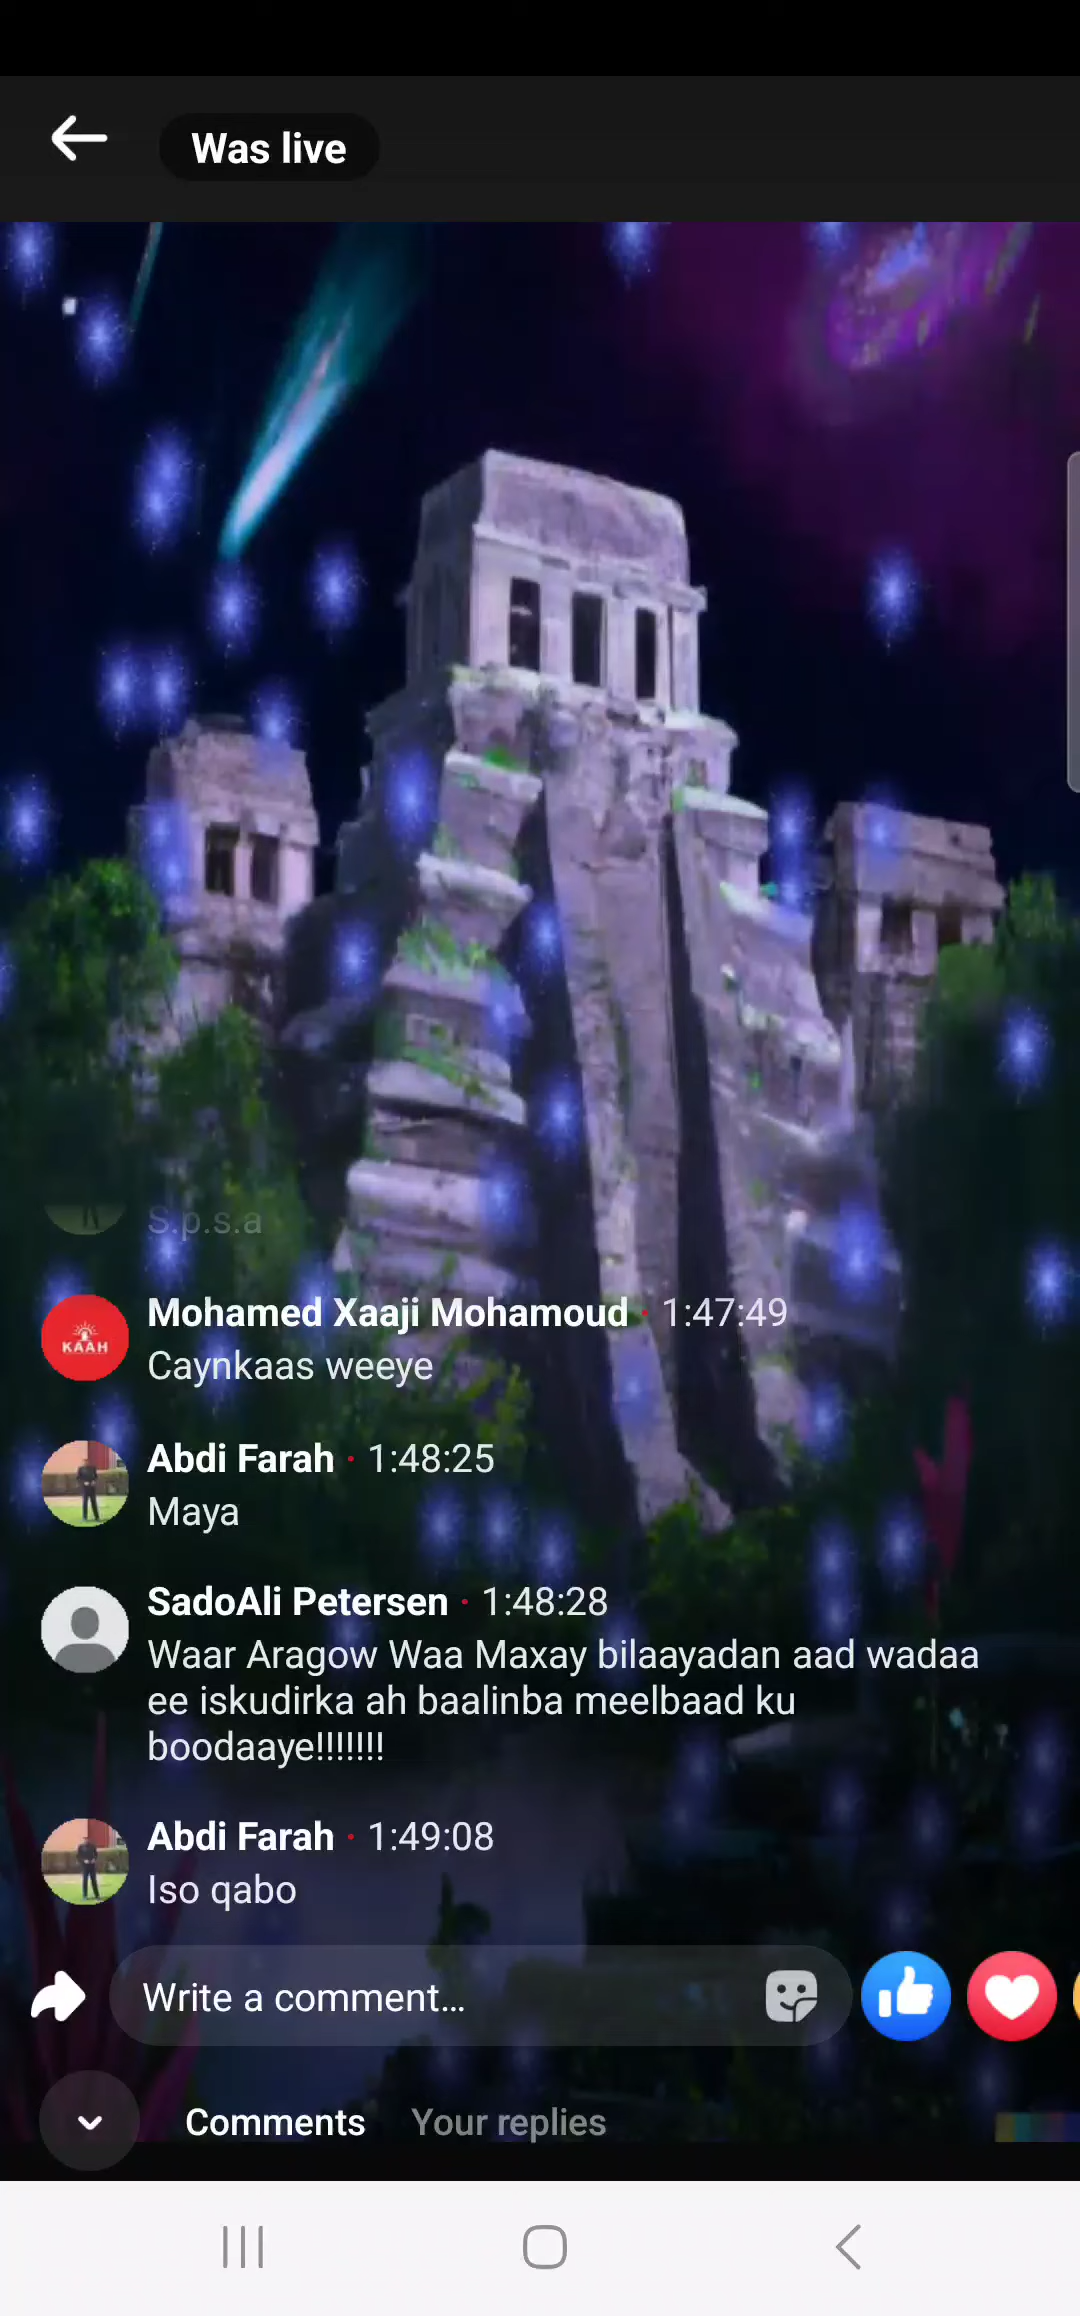 Was live
S.p.s.a
KAAH
Mohamed Xaaji Mohamoud · 1:47:49
Caynkaas weeye
Abdi Farah · 1:48:25
Maya
SadoAli Petersen · 1:48:28
Waar Aragow Waa Maxay bilaayadan aad wadaa
ee iskudirka ah baalinba meelbaad ku
boodaaye!!!!!!!
Abdi Farah · 1:49:08
Iso qabo
Write a comment...
Comments Your replies